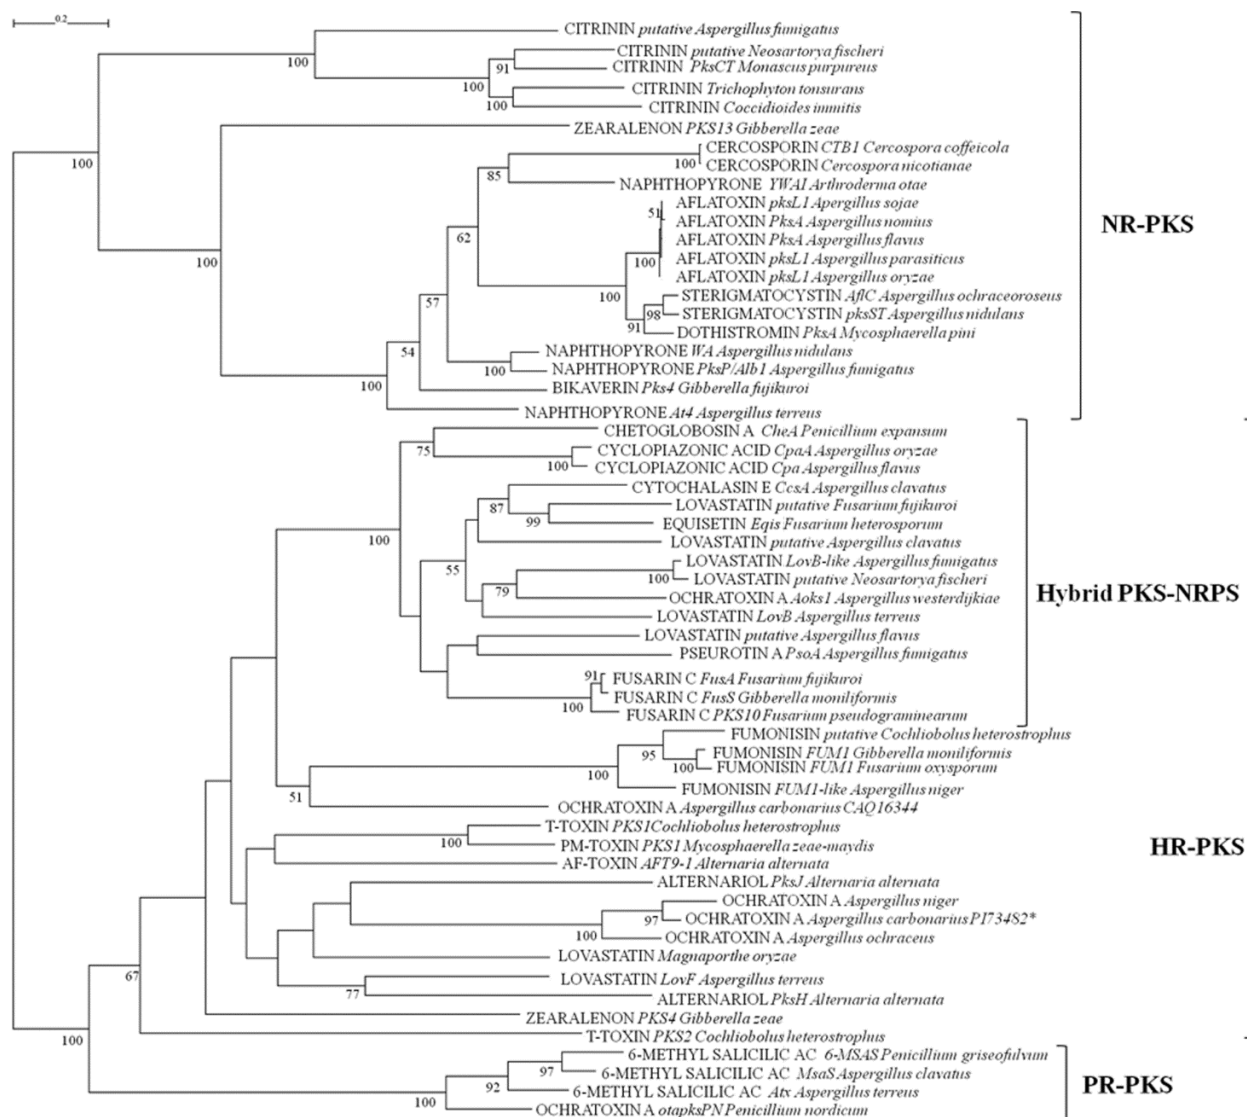 0.2
CITRININ putative Aspergillus fumigatus
CITRININ putative Neosartorya fischeri
100
91
CITRININ PksCT Monascus purpureus
100
CITRININ Trichophyton tonsurans
100
CITRININ Coccidioides immitis
ZEARALENON PKS13 Gibberella zeae
CERCOSPORIN CTB1 Cercospora coffeicola
100
100
CERCOSPORIN Cercospora nicotianae
85
NAPHTHOPYRONE YWA1 Arthroderma otae
AFLATOXIN pksL1 Apergillus sojae
51
AFLATOXIN PksA Aspergillus nomius
NR-PKS
62
AFLATOXIN PksA Aspergillus flavus
100
100
AFLATOXIN pksL1 Aspergillus parasiticus
AFLATOXIN pksL1 Aspergillus oryzae
100
STERIGMATOCYSTIN AflC Aspergillus ochraceoroseus
57
98
STERIGMATOCYSTIN pksST Aspergillus nidulans
91
DOTHISTROMIN PksA Mycosphaerella pini
54
NAPHTHOPYRONE WA Aspergillus nidulans
100
NAPHTHOPYRONE PksP/Alb1 Aspergillus fumigatus
100
BIKAVERIN Pks4 Gibberella fujikuroi
NAPHTHOPYRONE At4 Aspergillus terreus
CHETOGLOBOSIN A CheA Penicillium expansum
75
CYCLOPIAZONIC ACID CpaA Aspergillus oryzae
100
CYCLOPIAZONIC ACID Cpa Aspergillus flavus
CYTOCHALASIN E CcsA Aspergillus clavatus
87
LOVASTATIN putative Fusarium fujikuroi
99
EQUISETIN Eqis Fusarium heterosporum
100
LOVASTATIN putative Aspergillus clavatus
55
LOVASTATIN LovB-like Aspergillus fumigatus
100
LOVASTATIN putative Neosartorya fischeri
79
OCHRATOXIN A Aoks1 Aspergillus westerdijkiae
Hybrid PKS-NRPS
LOVASTATIN LovB Aspergillus terreus
LOVASTATIN putative Aspergillus flavus
PSEUROTIN A PsoA Aspergillus fumigatus
91
FUSARIN C FusA Fusarium fujikuroi
FUSARIN C FusS Gibberella moniliformis
100
FUSARIN C PKS10 Fusarium pseudograminearum
FUMONISIN putative Cochliobolus heterostrophus
95
FUMONISIN FUM1 Gibberella moniliformis
100
FUMONISIN FUM1 Fusarium oxysporum
100
FUMONISIN FUM1-like Aspergillus niger
51
OCHRATOXIN A Aspergillus carbonarius CAQ16344
T-TOXIN PKS1Cochliobolus heterostrophus
100
PM-TOXIN PKS1 Mycosphaerella zeae-maydis
HR-PKS
AF-TOXIN AFT9-1 Alternaria alternata
ALTERNARIOL PksJ Alternaria alternata
OCHRATOXIN A Aspergillus niger
97
OCHRATOXIN A Aspergillus carbonarius PI73482*
100
OCHRATOXIN A Aspergillus ochraceus
LOVASTATIN Magnaporthe oryzae
67
LOVASTATIN LovF Aspergillus terreus
77
ALTERNARIOL PksH Alternaria alternata
ZEARALENON PKS4 Gibberella zeae
100
T-TOXIN PKS2 Cochliobolus heterostrophus
6-METHYL SALICILIC AC 6-MSAS Penicillium griseofulvum
97
6-METHYL SALICILIC AC MsaS Aspergillus clavatus
PR-PKS
92
6-METHYL SALICILIC AC Atx Aspergillus terreus
100
OCHRATOXIN A otapksPN Penicillium nordicum